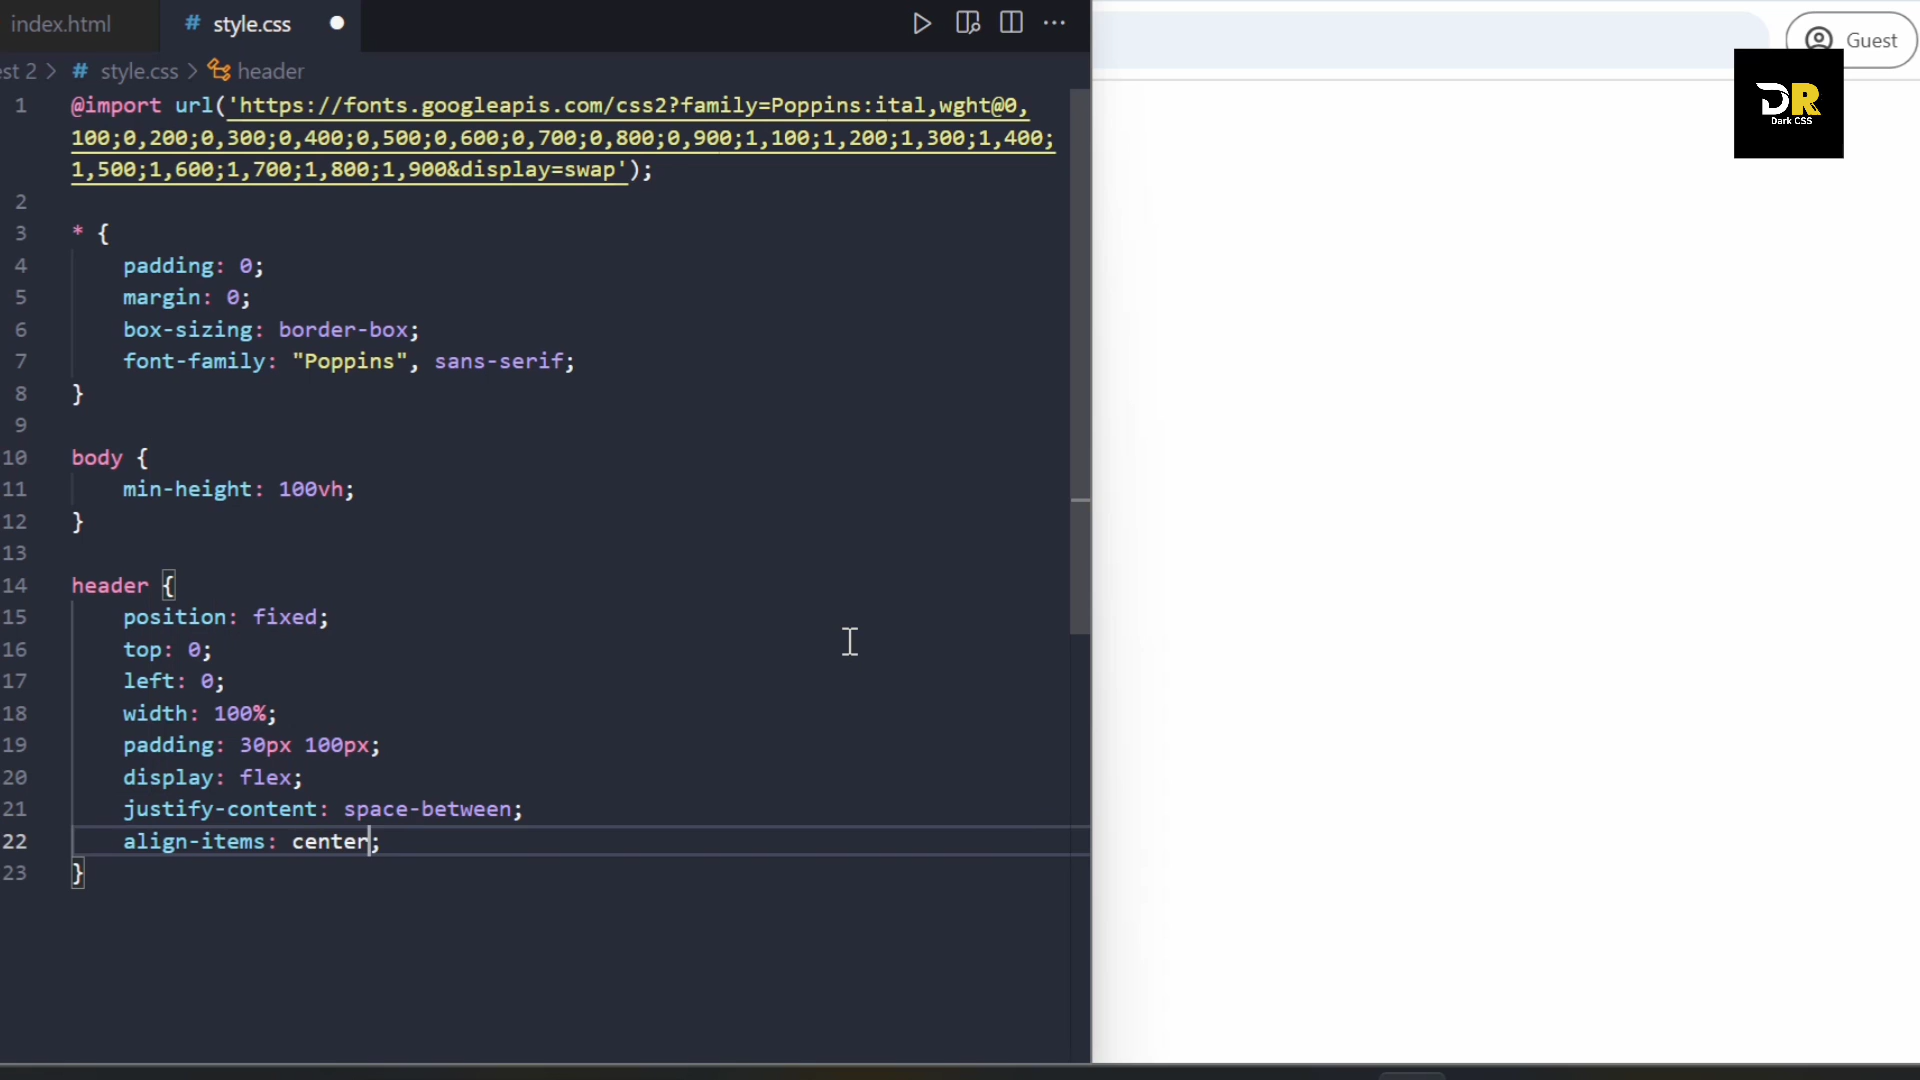 index.html # style.css
Guest
est 2 > # style.css > header
DR
Dark CSS
1 @import url('https://fonts.googleapis.com/css2?family=Poppins:ital,wght@0,
100;0,200;0,300;0,400;0,500;0,600;0,700;0,800;0,900;1,100;1,200;1,300;1,400;
1,500;1,600;1,700;1,800;1,900&display=swap');
2
3 * {
4 padding: 0;
5 margin: 0;
6 box-sizing: border-box;
7 font-family: "Poppins", sans-serif;
8 }
9
10 body {
11 min-height: 100vh;
12 }
13
14 header {
15 position: fixed;
16 top: 0;
17 left: 0;
18 width: 100%;
19 padding: 30px 100px;
20 display: flex;
21 justify-content: space-between;
22 align-items: center;
23 }